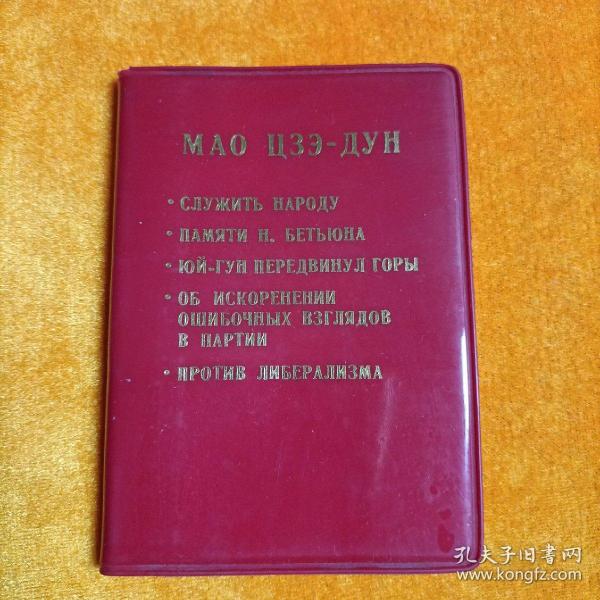 МАО ЦЗЭ-ДУН
• СЛУЖИТЬ НАРОДУ
• ПАМЯТИ Н. БЕТЬЮНА
• ЮЙ-ГУН ПЕРЕДВИНУЛ ГОРЫ
• ОБ ИСКОРЕНЕНИИ
ОШИБОЧНЫХ ВЗГЛЯДОВ
В ПАРТИИ
• ПРОТИВ ЛИБЕРАЛИЗМА
孔夫子旧書网
www.kongfz.com